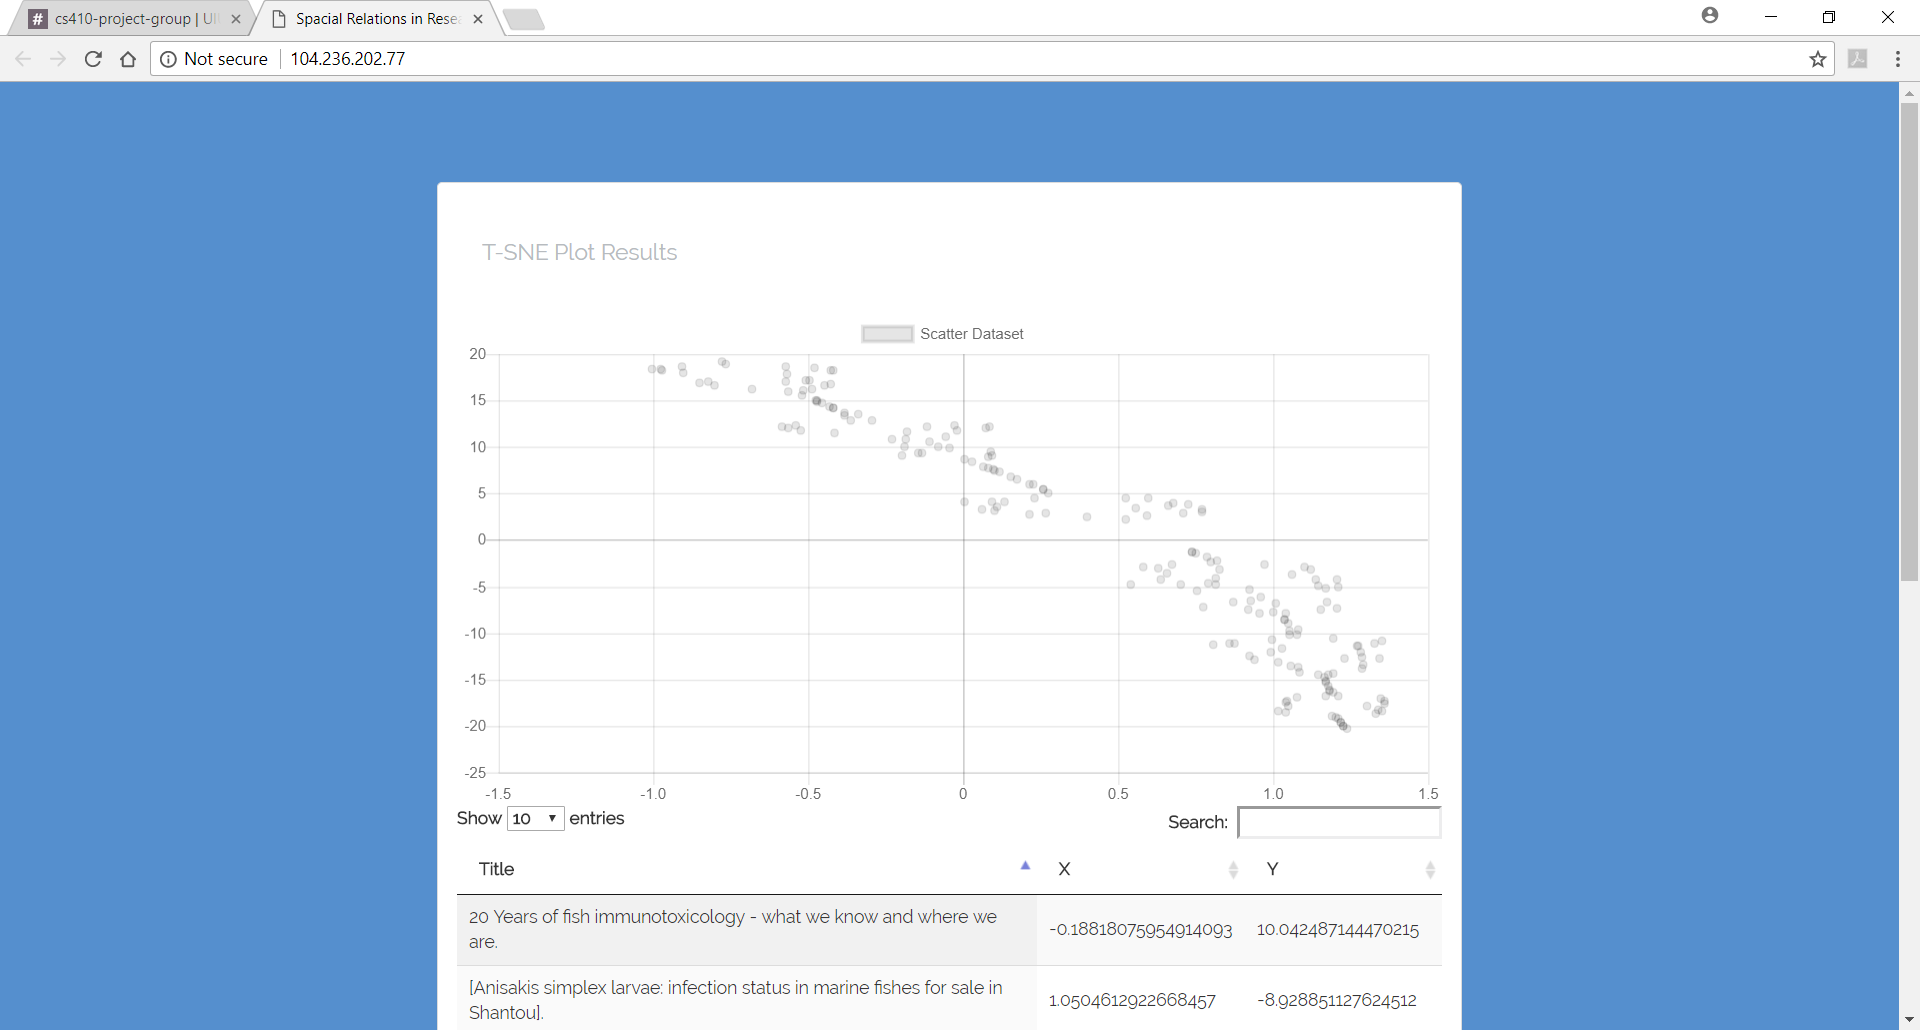 cs410-project-group | UI
Spacial Relations in Rese
Not secure
104.236.202.77
T-SNE Plot Results
Scatter Dataset
20
15
10
5
0
-5
-10
-15
-20
-25
-1.5 -1.0 -0.5 0 0.5 1.0 1.5
Show 10 entries
Search:
Title X Y
20 Years of fish immunotoxicology - what we know and where we
are.
-0.18818075954914093 10.042487144470215
[Anisakis simplex larvae: infection status in marine fishes for sale in
Shantou].
1.0504612922668457 -8.928851127624512